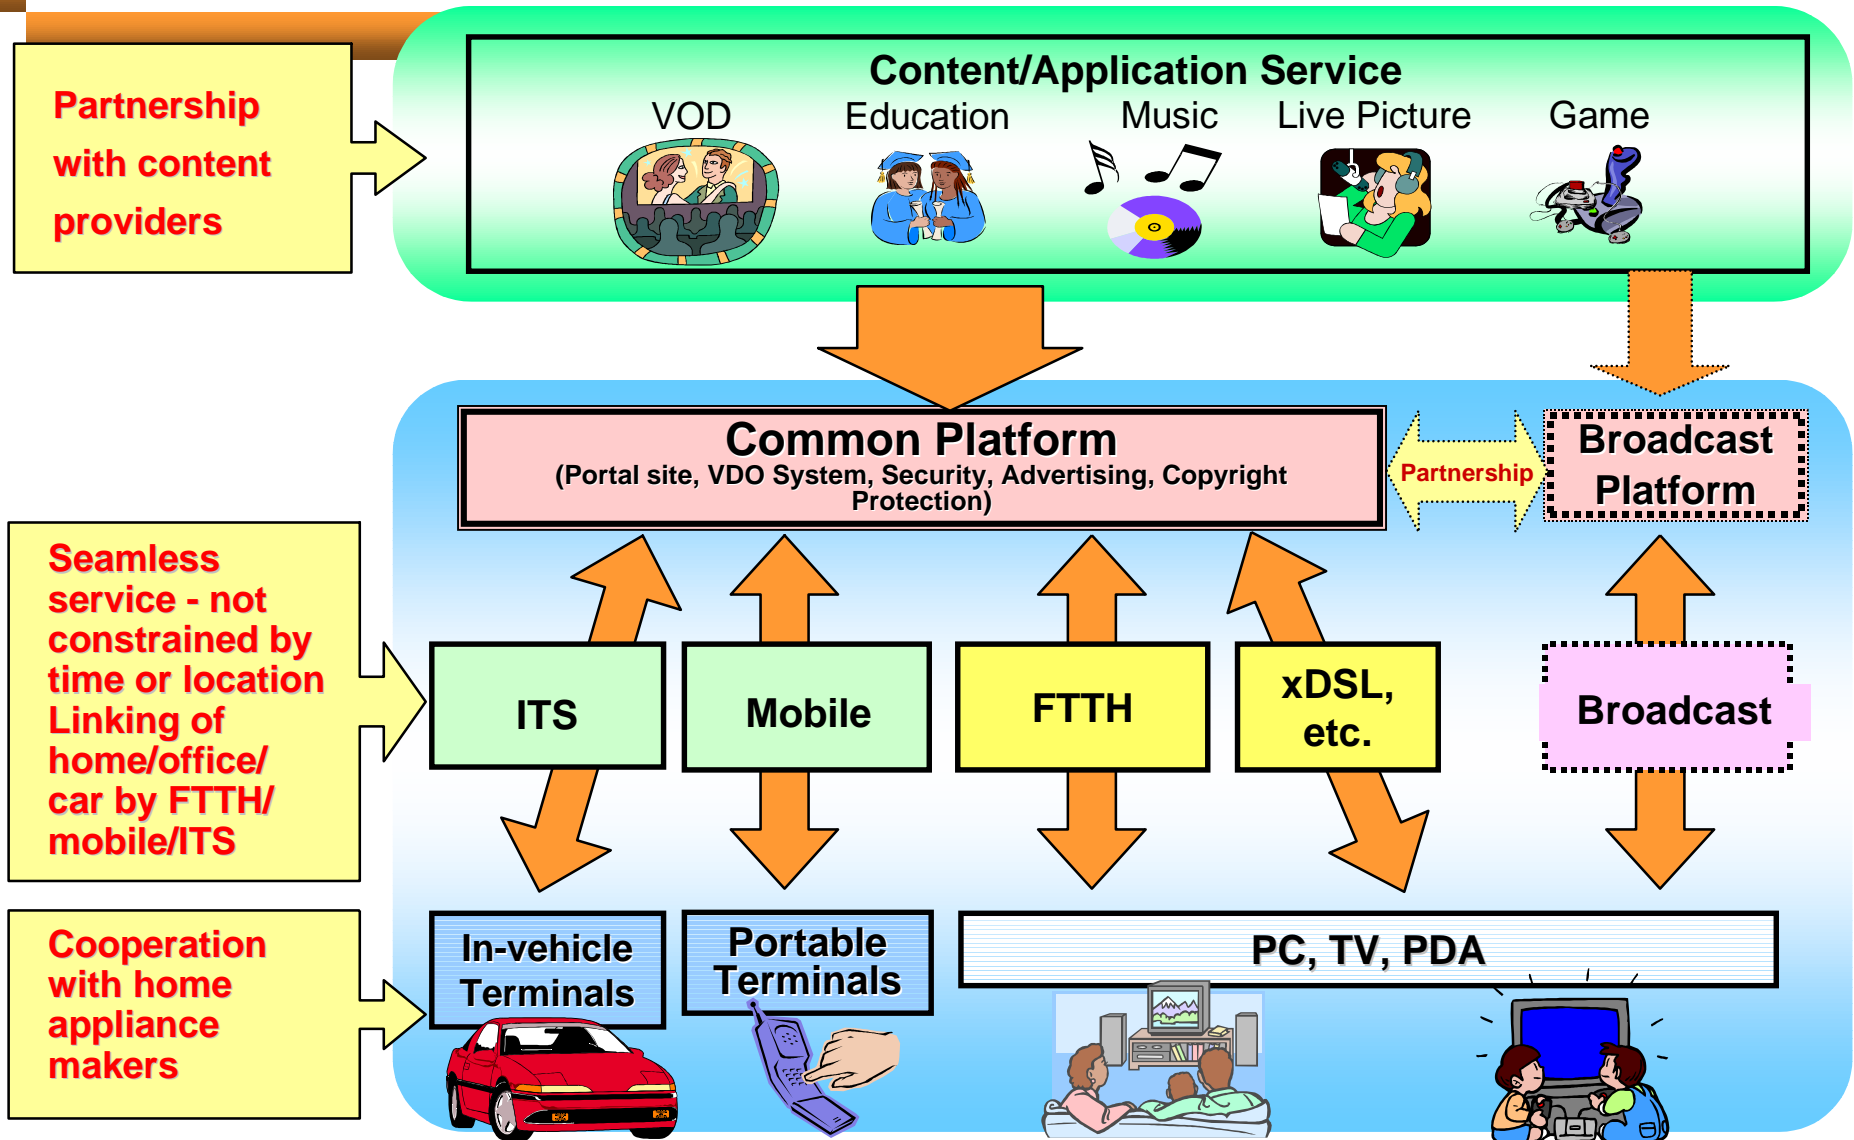 Partnership
with content
providers
Content/Application Service
VOD
Education
Music
Live Picture
Game
Common Platform
(Portal site, VDO System, Security, Advertising, Copyright
Protection)
Partnership
Broadcast
Platform
Seamless
service - not
constrained by
time or location
Linking of
home/office/
car by FTTH/
mobile/ITS
ITS
Mobile
FTTH
xDSL,
etc.
Broadcast
Cooperation
with home
appliance
makers
In-vehicle
Terminals
Portable
Terminals
PC, TV, PDA